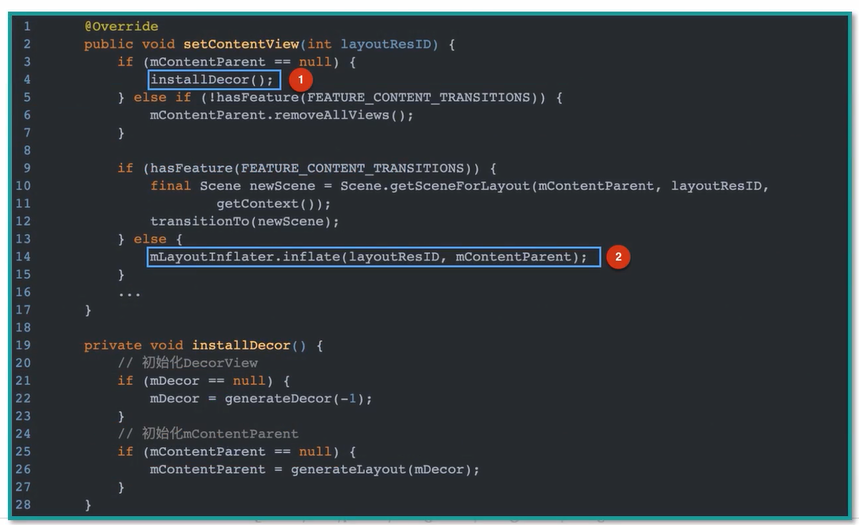 1 @Override
2 public void setContentView(int layoutResID) {
3 if (mContentParent == null) {
4 installDecor(); 1
5 } else if (!hasFeature(FEATURE_CONTENT_TRANSITIONS)) {
6 mContentParent.removeAllViews();
7 }
8
9 if (hasFeature(FEATURE_CONTENT_TRANSITIONS)) {
10 final Scene newScene = Scene.getSceneForLayout(mContentParent, layoutResID,
11 getContext());
12 transitionTo(newScene);
13 } else {
14 mLayoutInflater.inflate(layoutResID, mContentParent); 2
15 }
16 ...
17 }
18
19 private void installDecor() {
20 // 初始化DecorView
21 if (mDecor == null) {
22 mDecor = generateDecor(-1);
23 }
24 // 初始化mContentParent
25 if (mContentParent == null) {
26 mContentParent = generateLayout(mDecor);
27 }
28 }